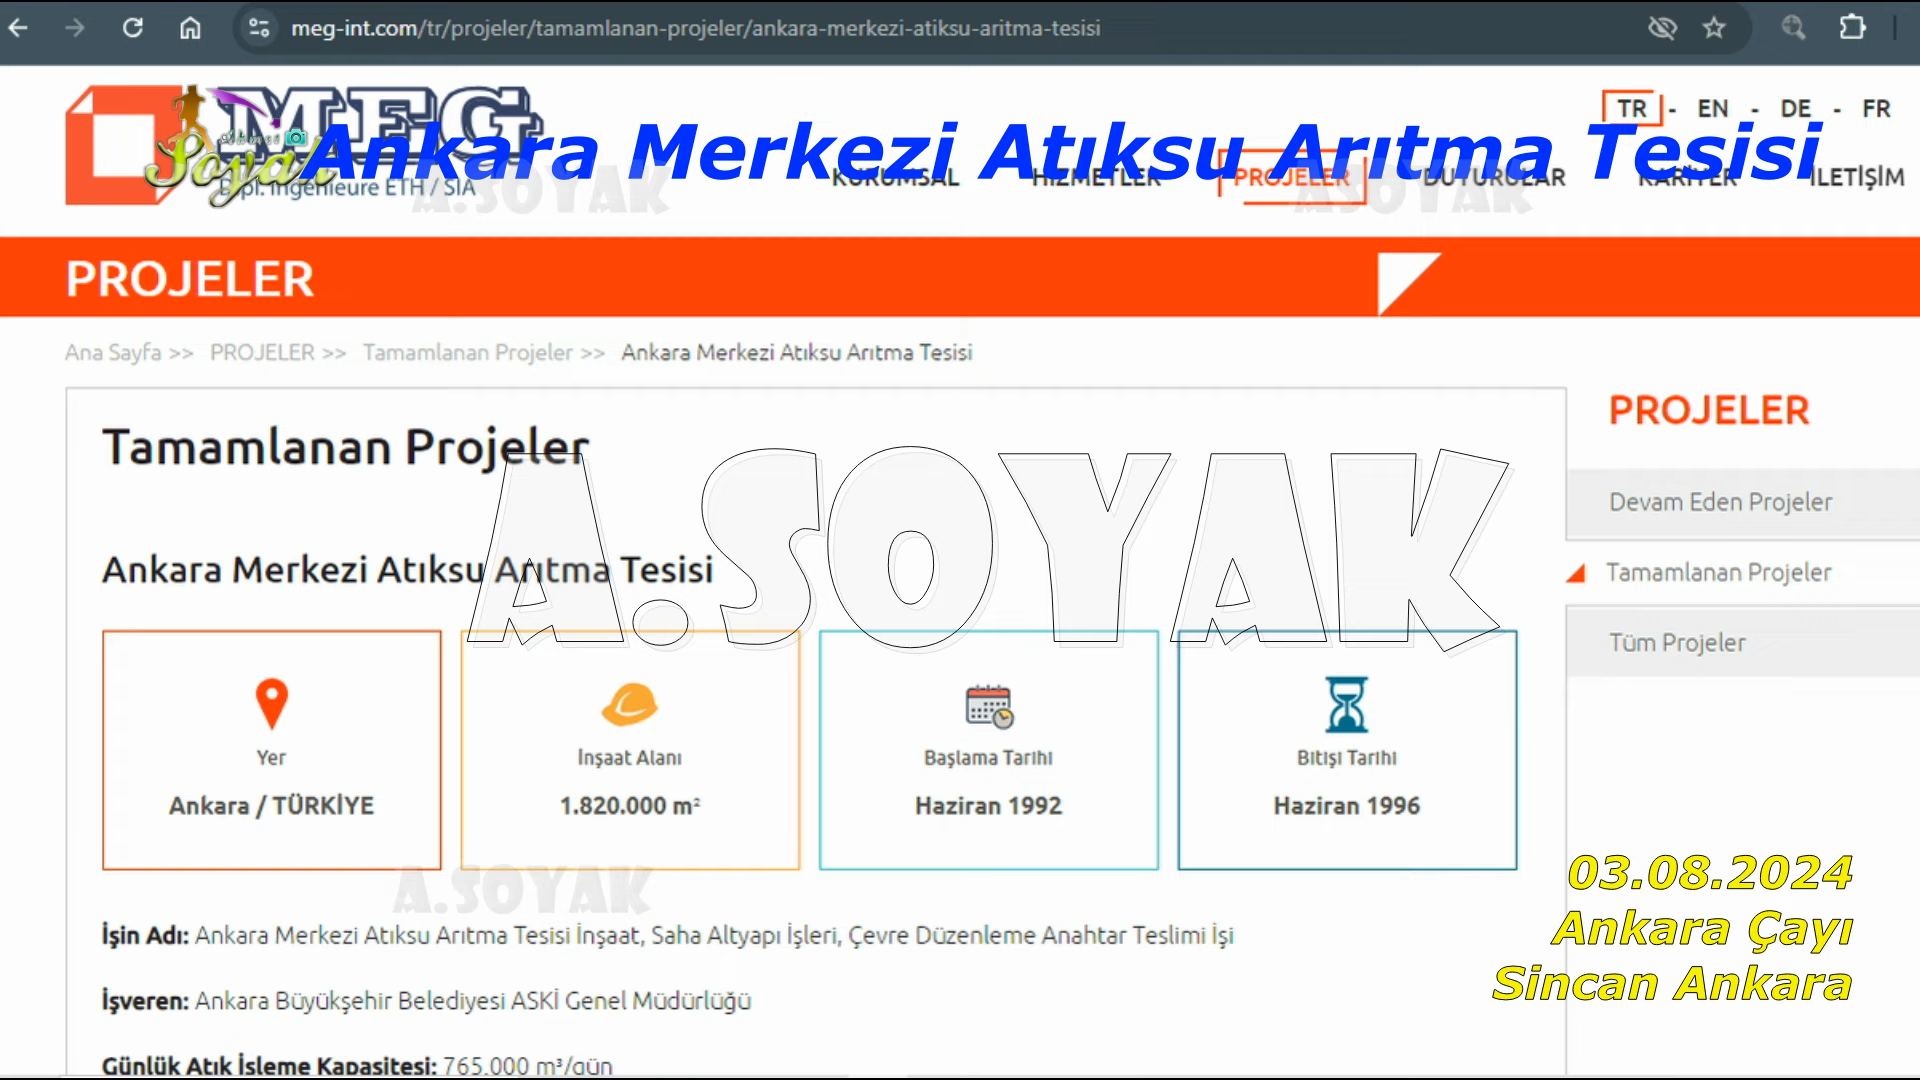 meg-int.com/tr/projeler/tamamlanan-projeler/ankara-merkezi-atiksu-aritma-tesisi
MEG
Dipl. Ingenieure ETH / SIA
Ahmet
Soyak
TR - EN - DE - FR
Ankara Merkezi Atıksu Arıtma Tesisi
KURUMSAL HİZMETLER PROJELER DUYURULAR KARİYER İLETİŞİM
A.SOYAK
A.SOYAK
PROJELER
Ana Sayfa >> PROJELER >> Tamamlanan Projeler >> Ankara Merkezi Atıksu Arıtma Tesisi
Tamamlanan Projeler
A.SOYAK
Ankara Merkezi Atıksu Arıtma Tesisi
PROJELER
Devam Eden Projeler
Tamamlanan Projeler
Tüm Projeler
Yer
Ankara / TÜRKİYE
İnşaat Alanı
1.820.000 m²
Başlama Tarihi
Haziran 1992
Bitişi Tarihi
Haziran 1996
A.SOYAK
İşin Adı: Ankara Merkezi Atıksu Arıtma Tesisi İnşaat, Saha Altyapı İşleri, Çevre Düzenleme Anahtar Teslimi İşi
İşveren: Ankara Büyükşehir Belediyesi ASKİ Genel Müdürlüğü
Günlük Atık İşleme Kapasitesi: 765.000 m³/gün
03.08.2024
Ankara Çayı
Sincan Ankara